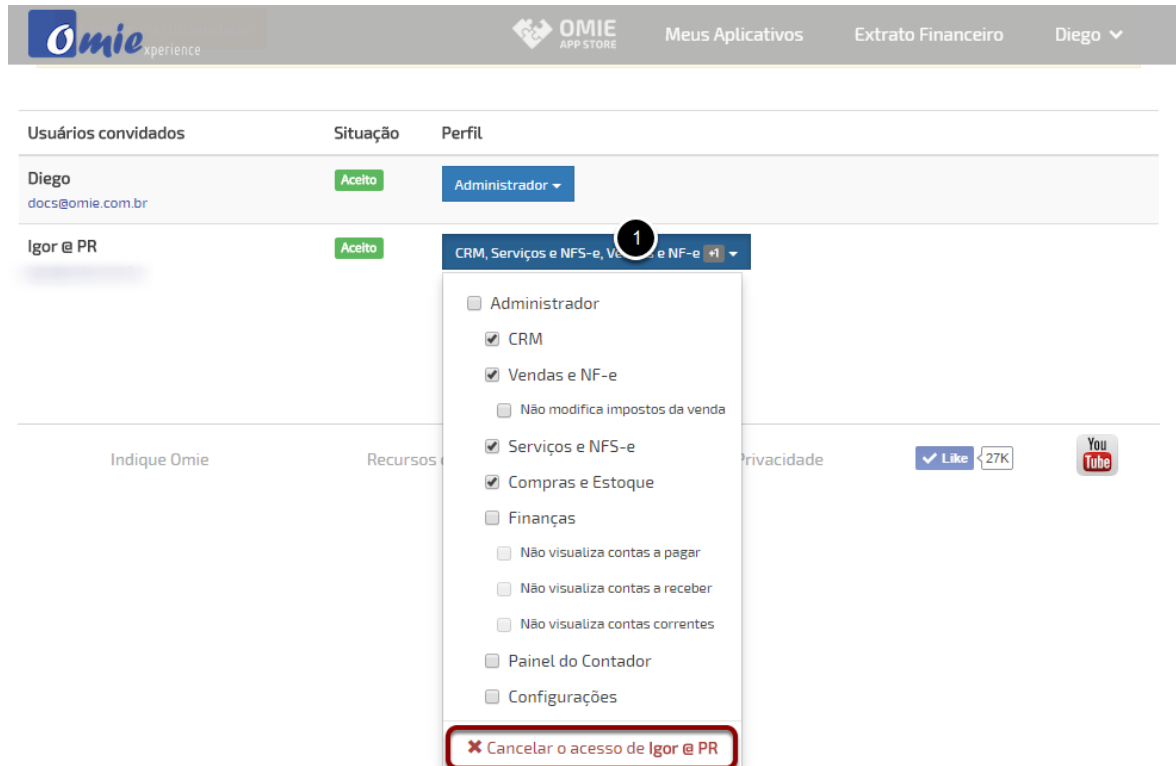 Omie xperience
OMIE
APP STORE
Meus Aplicativos
Extrato Financeiro
Diego
Usuários convidados
Situação
Perfil
Diego
Aceito
Administrador
docs@omie.com.br
Igor @ PR
Aceito
1
CRM, Serviços e NFS-e, e NF-e +1
Administrador
CRM
Vendas e NF-e
Não modifica impostos da venda
Serviços e NFS-e
Compras e Estoque
Finanças
Não visualiza contas a pagar
Não visualiza contas a receber
Não visualiza contas correntes
Painel do Contador
Configurações
Cancelar o acesso de Igor @ PR
Indique Omie
Recursos
Privacidade
Like
27K
You
Tube